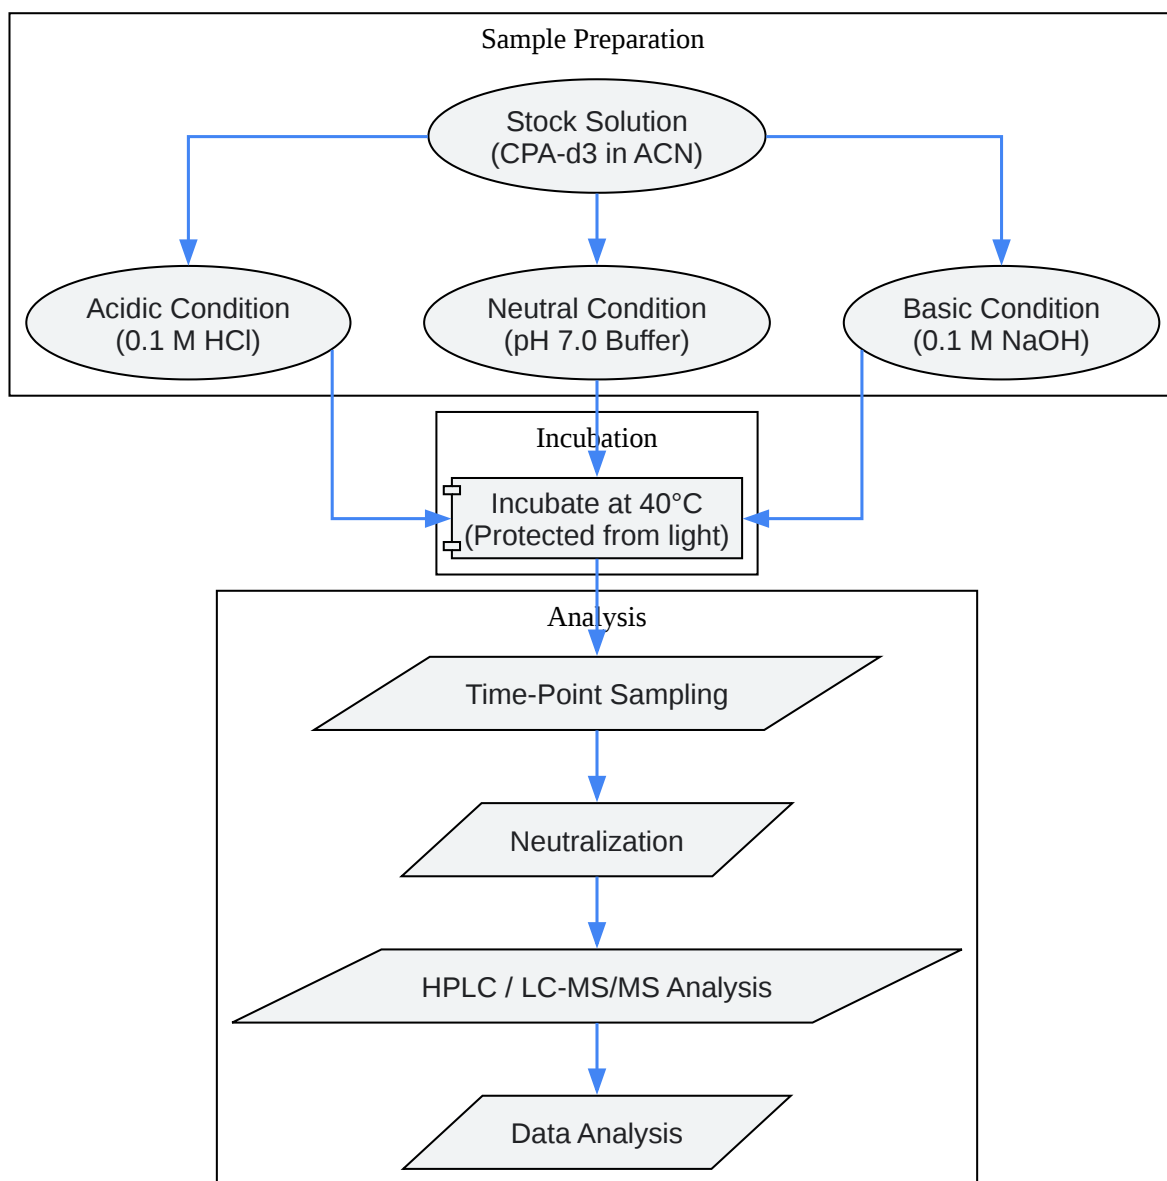 Sample Preparation
Stock Solution
(CPA-d3 in ACN)
Acidic Condition
(0.1 M HCl)
Neutral Condition
(pH 7.0 Buffer)
Basic Condition
(0.1 M NaOH)
Incubation
Incubate at 40°C
(Protected from light)
Analysis
Time-Point Sampling
Neutralization
HPLC / LC-MS/MS Analysis
Data Analysis